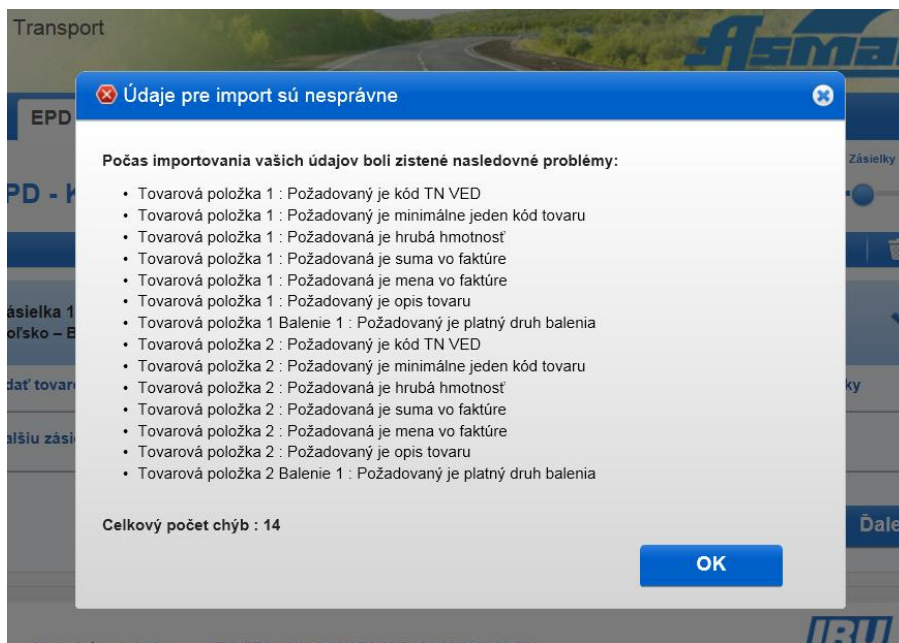 Transport
Asma
EPD
Údaje pre import sú nesprávne
Počas importovania vašich údajov boli zistené nasledovné problémy:
• Tovarová položka 1 : Požadovaný je kód TN VED
• Tovarová položka 1 : Požadovaný je minimálne jeden kód tovaru
• Tovarová položka 1 : Požadovaná je hrubá hmotnosť
• Tovarová položka 1 : Požadovaná je suma vo faktúre
• Tovarová položka 1 : Požadovaná je mena vo faktúre
• Tovarová položka 1 : Požadovaný je opis tovaru
• Tovarová položka 1 Balenie 1 : Požadovaný je platný druh balenia
• Tovarová položka 2 : Požadovaný je kód TN VED
• Tovarová položka 2 : Požadovaný je minimálne jeden kód tovaru
• Tovarová položka 2 : Požadovaná je hrubá hmotnosť
• Tovarová položka 2 : Požadovaná je suma vo faktúre
• Tovarová položka 2 : Požadovaná je mena vo faktúre
• Tovarová položka 2 : Požadovaný je opis tovaru
• Tovarová položka 2 Balenie 1 : Požadovaný je platný druh balenia
Celkový počet chýb : 14
OK
Zásielky
PD - K
ásielka 1
oľsko – B
dať tovaro
ky
alšiu zási
Ďale
IRU